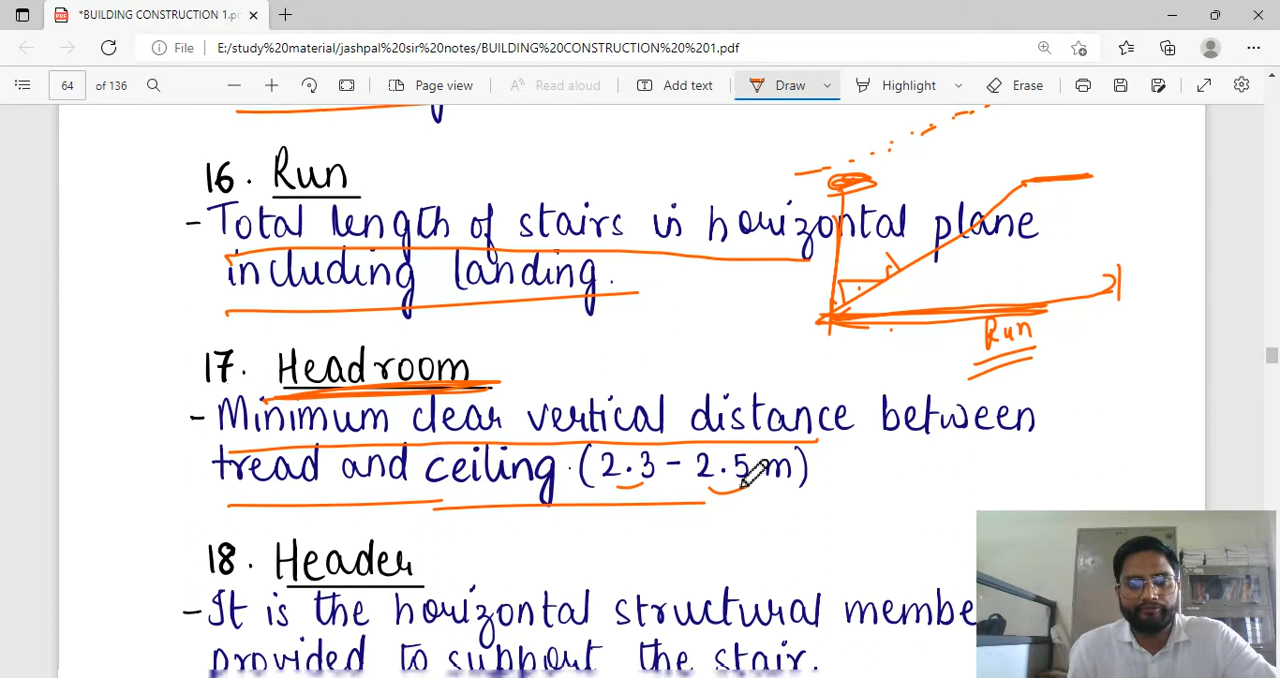 *BUILDING CONSTRUCTION 1.p
File E:/study%20material/jashpal%20sir%20notes/BUILDING%20CONSTRUCTION%20%201.pdf
64 of 136 Page view Read aloud Add text Draw Highlight Erase
16. Run
- Total length of stairs in horizontal plane
including landing.
Run
17. Headroom
- Minimum clear vertical distance between
tread and ceiling. (2.3 - 2.5 m)
18. Header
- It is the horizontal structural membe
provided to support the stair.